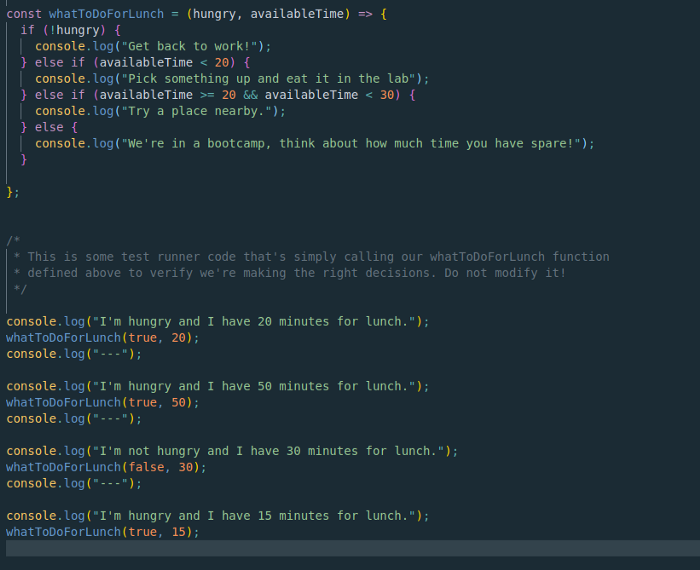 const whatToDoForLunch = (hungry, availableTime) => {
  if (!hungry) {
    console.log("Get back to work!");
  } else if (availableTime < 20) {
    console.log("Pick something up and eat it in the lab");
  } else if (availableTime >= 20 && availableTime < 30) {
    console.log("Try a place nearby.");
  } else {
    console.log("We're in a bootcamp, think about how much time you have spare!");
  }
};
/*
 * This is some test runner code that's simply calling our whatToDoForLunch function
 * defined above to verify we're making the right decisions. Do not modify it!
 */
console.log("I'm hungry and I have 20 minutes for lunch.");
whatToDoForLunch(true, 20);
console.log("---");
console.log("I'm hungry and I have 50 minutes for lunch.");
whatToDoForLunch(true, 50);
console.log("---");
console.log("I'm not hungry and I have 30 minutes for lunch.");
whatToDoForLunch(false, 30);
console.log("---");
console.log("I'm hungry and I have 15 minutes for lunch.");
whatToDoForLunch(true, 15);